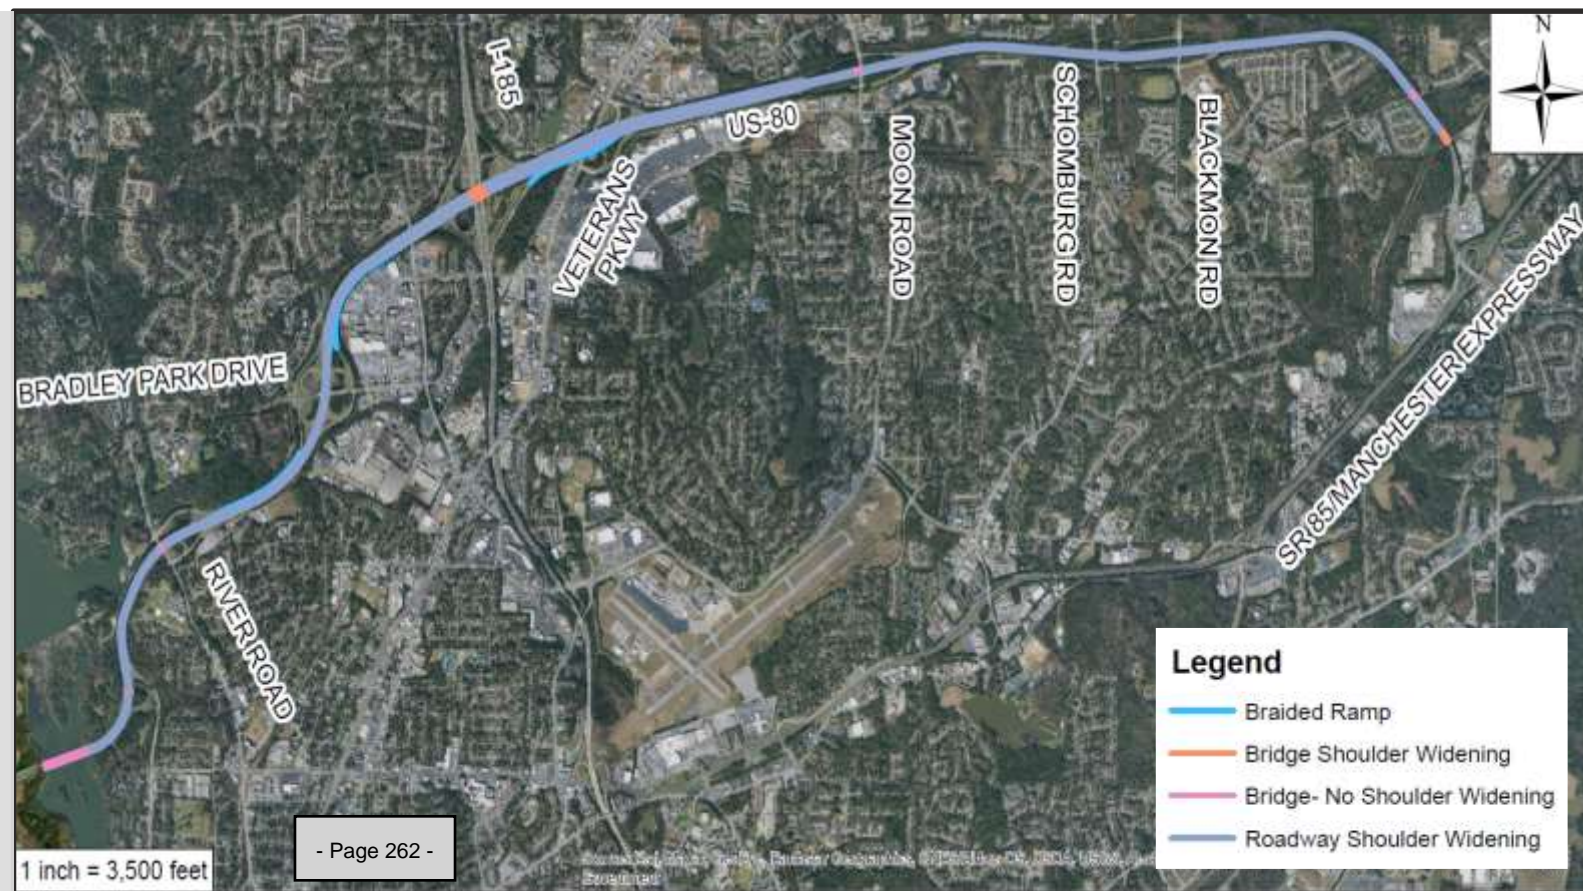 N
I-185
US-80
VETERANS
PKWY
MOON ROAD
SCHOMBURG RD
BLACKMON RD
BRADLEY PARK DRIVE
SR 85/MANCHESTER EXPRESSWAY
RIVER ROAD
Legend
Braided Ramp
Bridge Shoulder Widening
Bridge- No Shoulder Widening
Roadway Shoulder Widening
- Page 262 -
1 inch = 3,500 feet